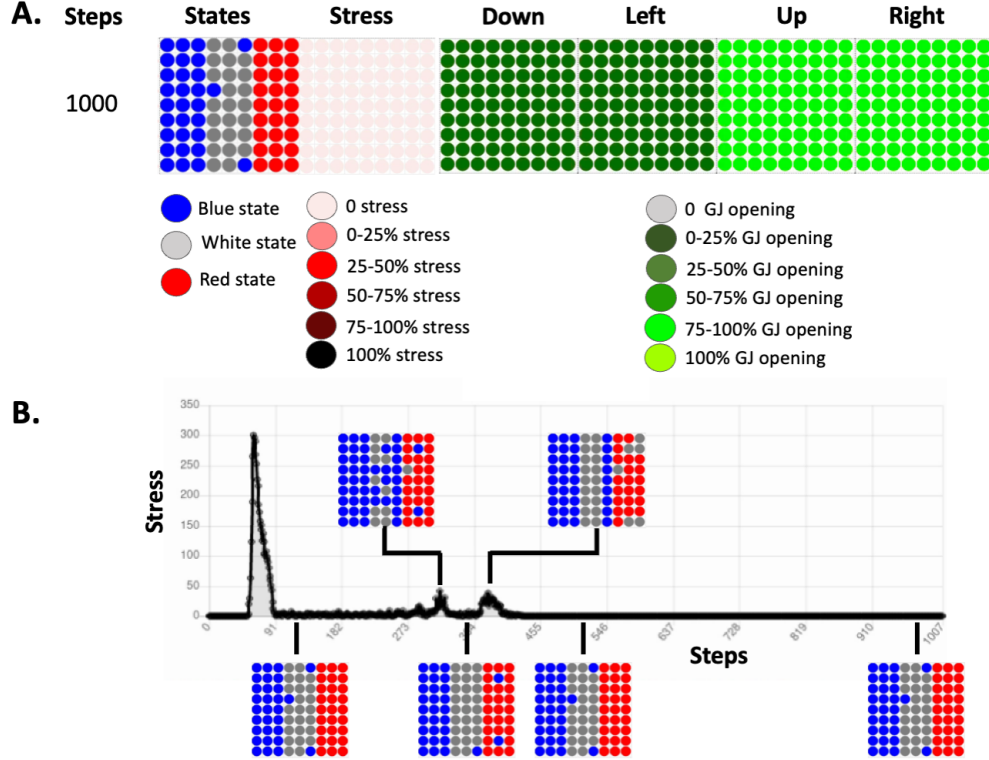 A.
Steps States Stress Down Left Up Right
1000
Blue state
White state
Red state
0 stress
0-25% stress
25-50% stress
50-75% stress
75-100% stress
100% stress
0 GJ opening
0-25% GJ opening
25-50% GJ opening
50-75% GJ opening
75-100% GJ opening
100% GJ opening
B.
Stress
350
300
250
200
150
100
50
0
0 91 182 273 455 546 637 728 819 910 1007
Steps